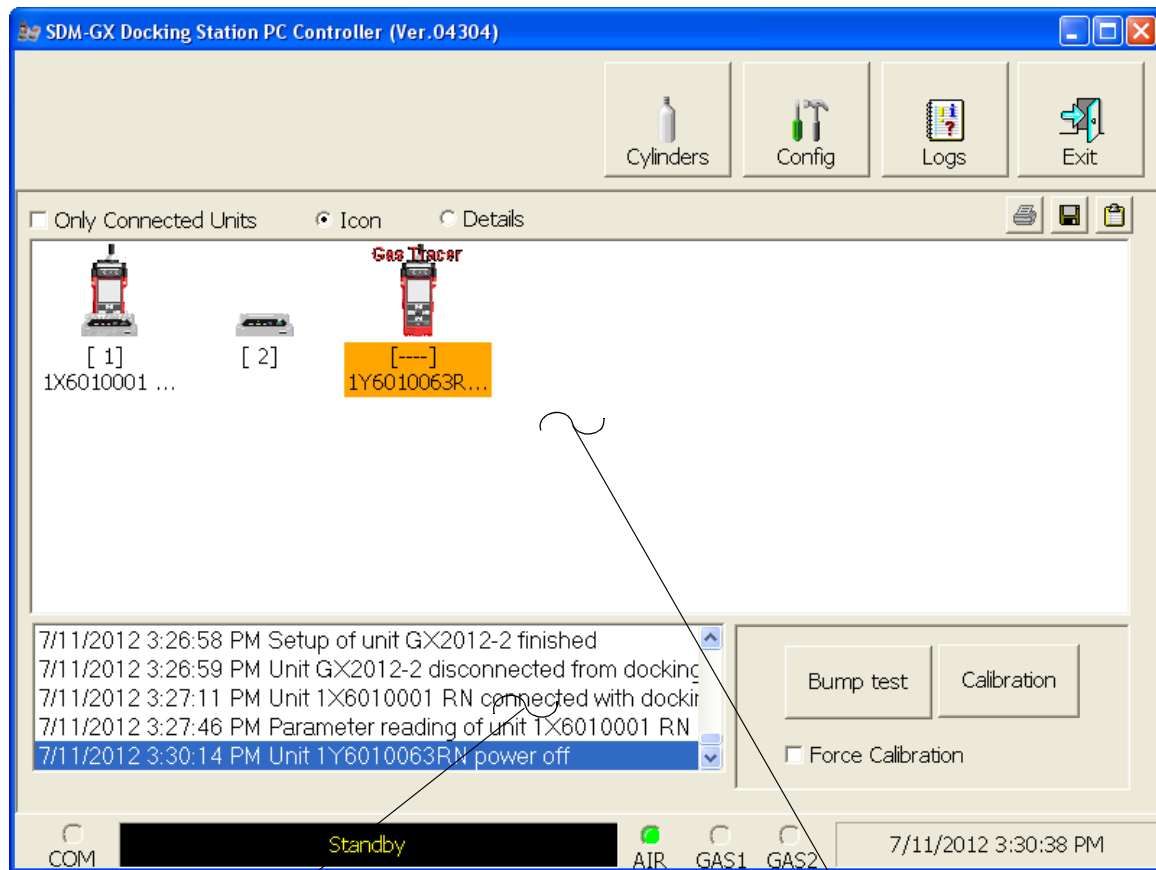 SDM-GX Docking Station PC Controller (Ver.04304)
Cylinders
Config
Logs
Exit
Only Connected Units
Icon
Details
Gas Tracer
[ 1]
1X6010001 ...
[ 2]
[----]
1Y6010063R...
7/11/2012 3:26:58 PM Setup of unit GX2012-2 finished
7/11/2012 3:26:59 PM Unit GX2012-2 disconnected from docking
7/11/2012 3:27:11 PM Unit 1X6010001 RN connected with dockin
7/11/2012 3:27:46 PM Parameter reading of unit 1X6010001 RN
7/11/2012 3:30:14 PM Unit 1Y6010063RN power off
Bump test
Calibration
Force Calibration
COM
Standby
AIR
GAS1
GAS2
7/11/2012 3:30:38 PM